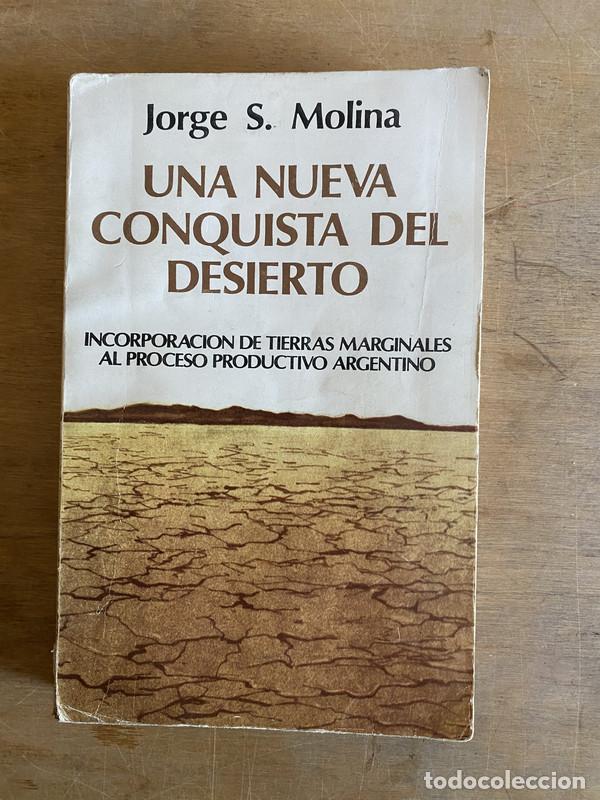 Jorge S. Molina
UNA NUEVA
CONQUISTA DEL
DESIERTO
INCORPORACION DE TIERRAS MARGINALES
AL PROCESO PRODUCTIVO ARGENTINO
todocoleccion